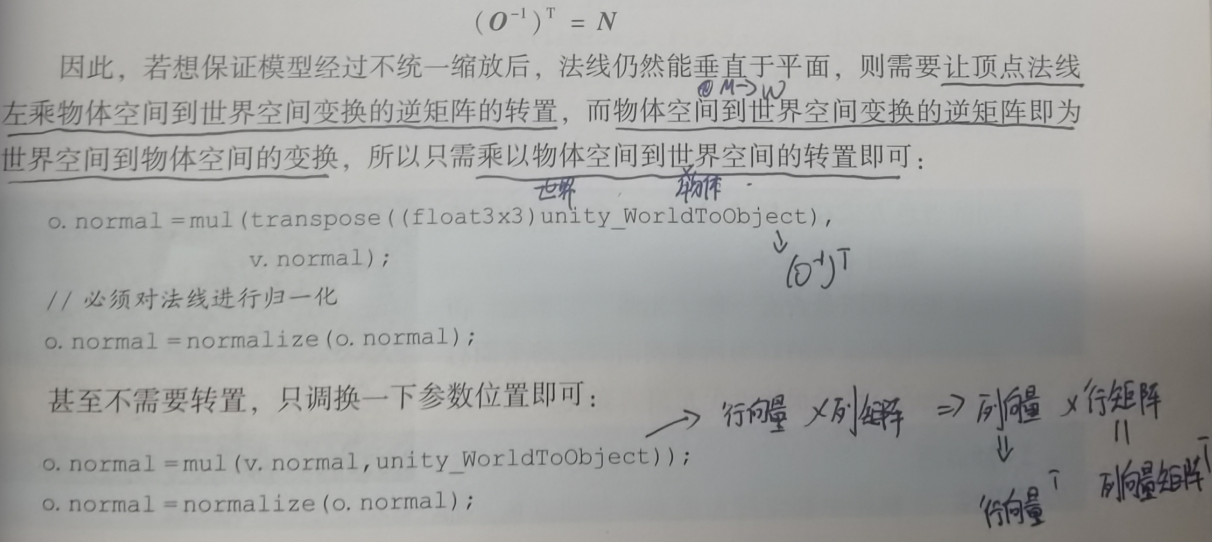 (O⁻¹)ᵀ = N
因此，若想保证模型经过不统一缩放后，法线仍然能垂直于平面，则需要让顶点法线
@ M→W
左乘物体空间到世界空间变换的逆矩阵的转置，而物体空间到世界空间变换的逆矩阵即为
世界空间到物体空间的变换，所以只需乘以物体空间到世界空间的转置即可：
世界 物体
o.normal=mul(transpose((float3x3)unity_WorldToObject),
v.normal);
(O⁻¹)ᵀ
// 必须对法线进行归一化
o.normal=normalize(o.normal);
甚至不需要转置，只调换一下参数位置即可：
→ 行向量 × 列矩阵 ⇒ 列向量 × 行矩阵
o.normal=mul(v.normal,unity_WorldToObject));
行向量ᵀ 列向量矩阵ᵀ
o.normal=normalize(o.normal);